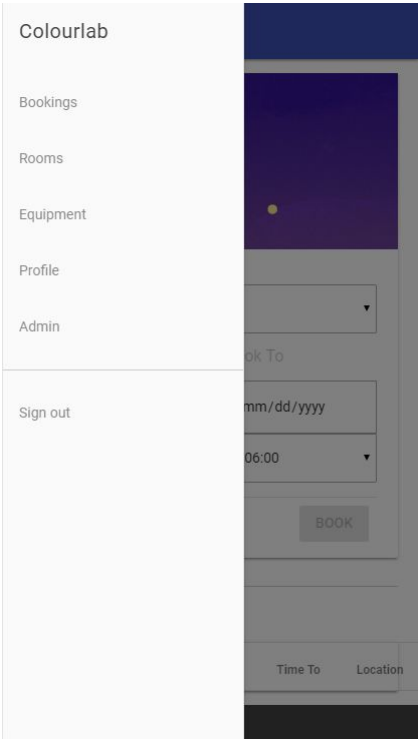 Colourlab
Bookings
Rooms
Equipment
Profile
Admin
Sign out
ok To
mm/dd/yyyy
06:00
BOOK
Time To Location